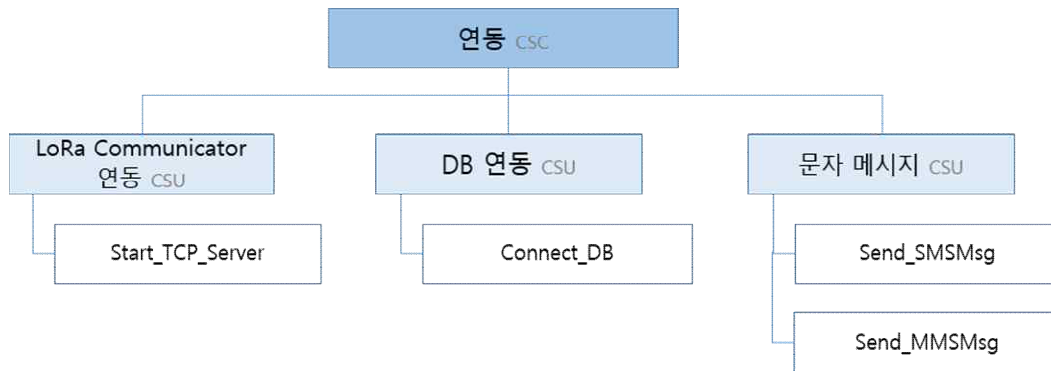 연동 CSC
LoRa Communicator
연동 CSU
DB 연동 CSU
문자 메시지 CSU
Start_TCP_Server
Connect_DB
Send_SMSMsg
Send_MMSMsg